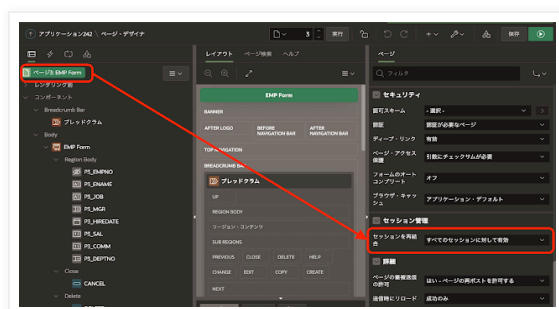 アプリケーション242 \ ページ・デザイナ
3
実行
保存
レイアウト ページ検索 ヘルプ
ページ
ページ3: EMP Form
フィルタ
レンダリング前
コンポーネント
Breadcrumb Bar
ブレッドクラム
Body
EMP Form
Region Body
P3_EMPNO
P3_ENAME
P3_JOB
P3_MGR
P3_HIREDATE
P3_SAL
P3_COMM
P3_DEPTNO
Close
CANCEL
Delete
EMP Form
BANNER
AFTER LOGO
BEFORE NAVIGATION BAR
AFTER NAVIGATION BAR
TOP NAVIGATION
BREADCRUMB BAR
ブレッドクラム
UP
REGION BODY
リージョン・コンテンツ
SUB REGIONS
PREVIOUS CLOSE DELETE HELP
CHANGE EDIT COPY CREATE
NEXT
セキュリティ
認可スキーム - 選択 -
認証 認証が必要なページ
ディープ・リンク 有効
ページ・アクセス保護 引数にチェックサムが必要
フォームのオートコンプリート オフ
ブラウザ・キャッシュ アプリケーション・デフォルト
セッション管理
セッションを再結合 すべてのセッションに対して有効
詳細
ページの重複送信の許可 はい - ページの再ポストを許可する
送信時にリロード 成功のみ